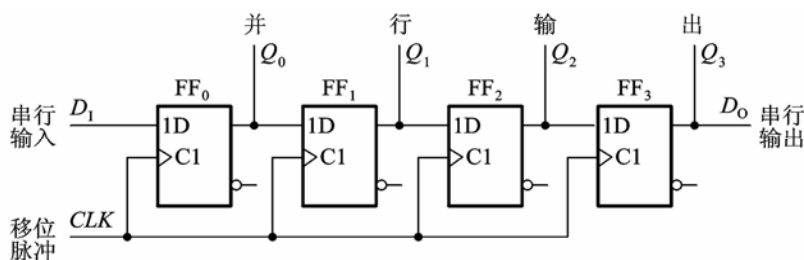 并 行 输 出
Q0 Q1 Q2 Q3
FF0 FF1 FF2 FF3
串行
输入
DI
1D 1D 1D 1D
DO
串行
输出
C1 C1 C1 C1
移位
脉冲
CLK